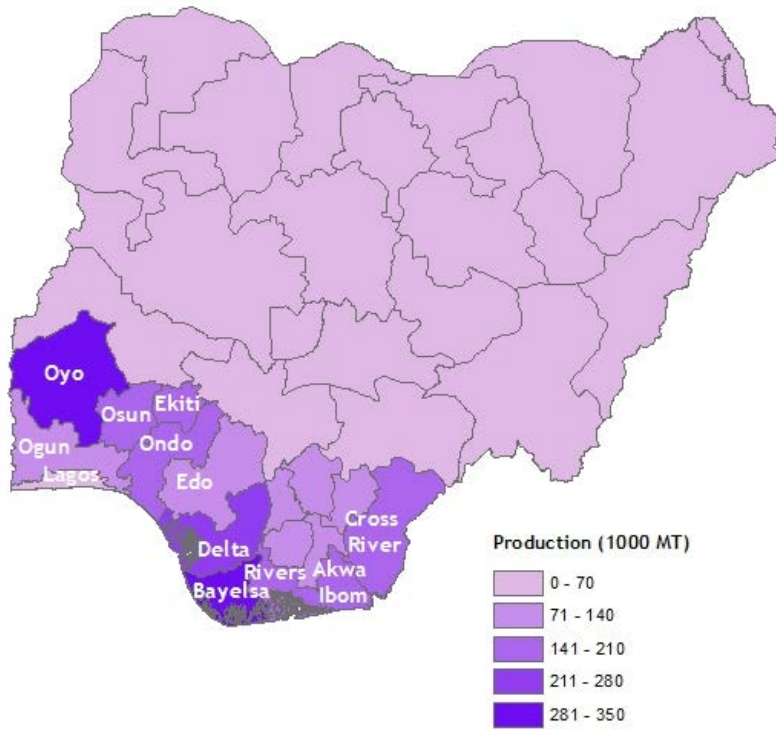 Oyo
Osun
Ekiti
Ogun
Ondo
Lagos
Edo
Cross
River
Delta
Rivers
Akwa
Ibom
Bayelsa
Production (1000 MT)
0 - 70
71 - 140
141 - 210
211 - 280
281 - 350